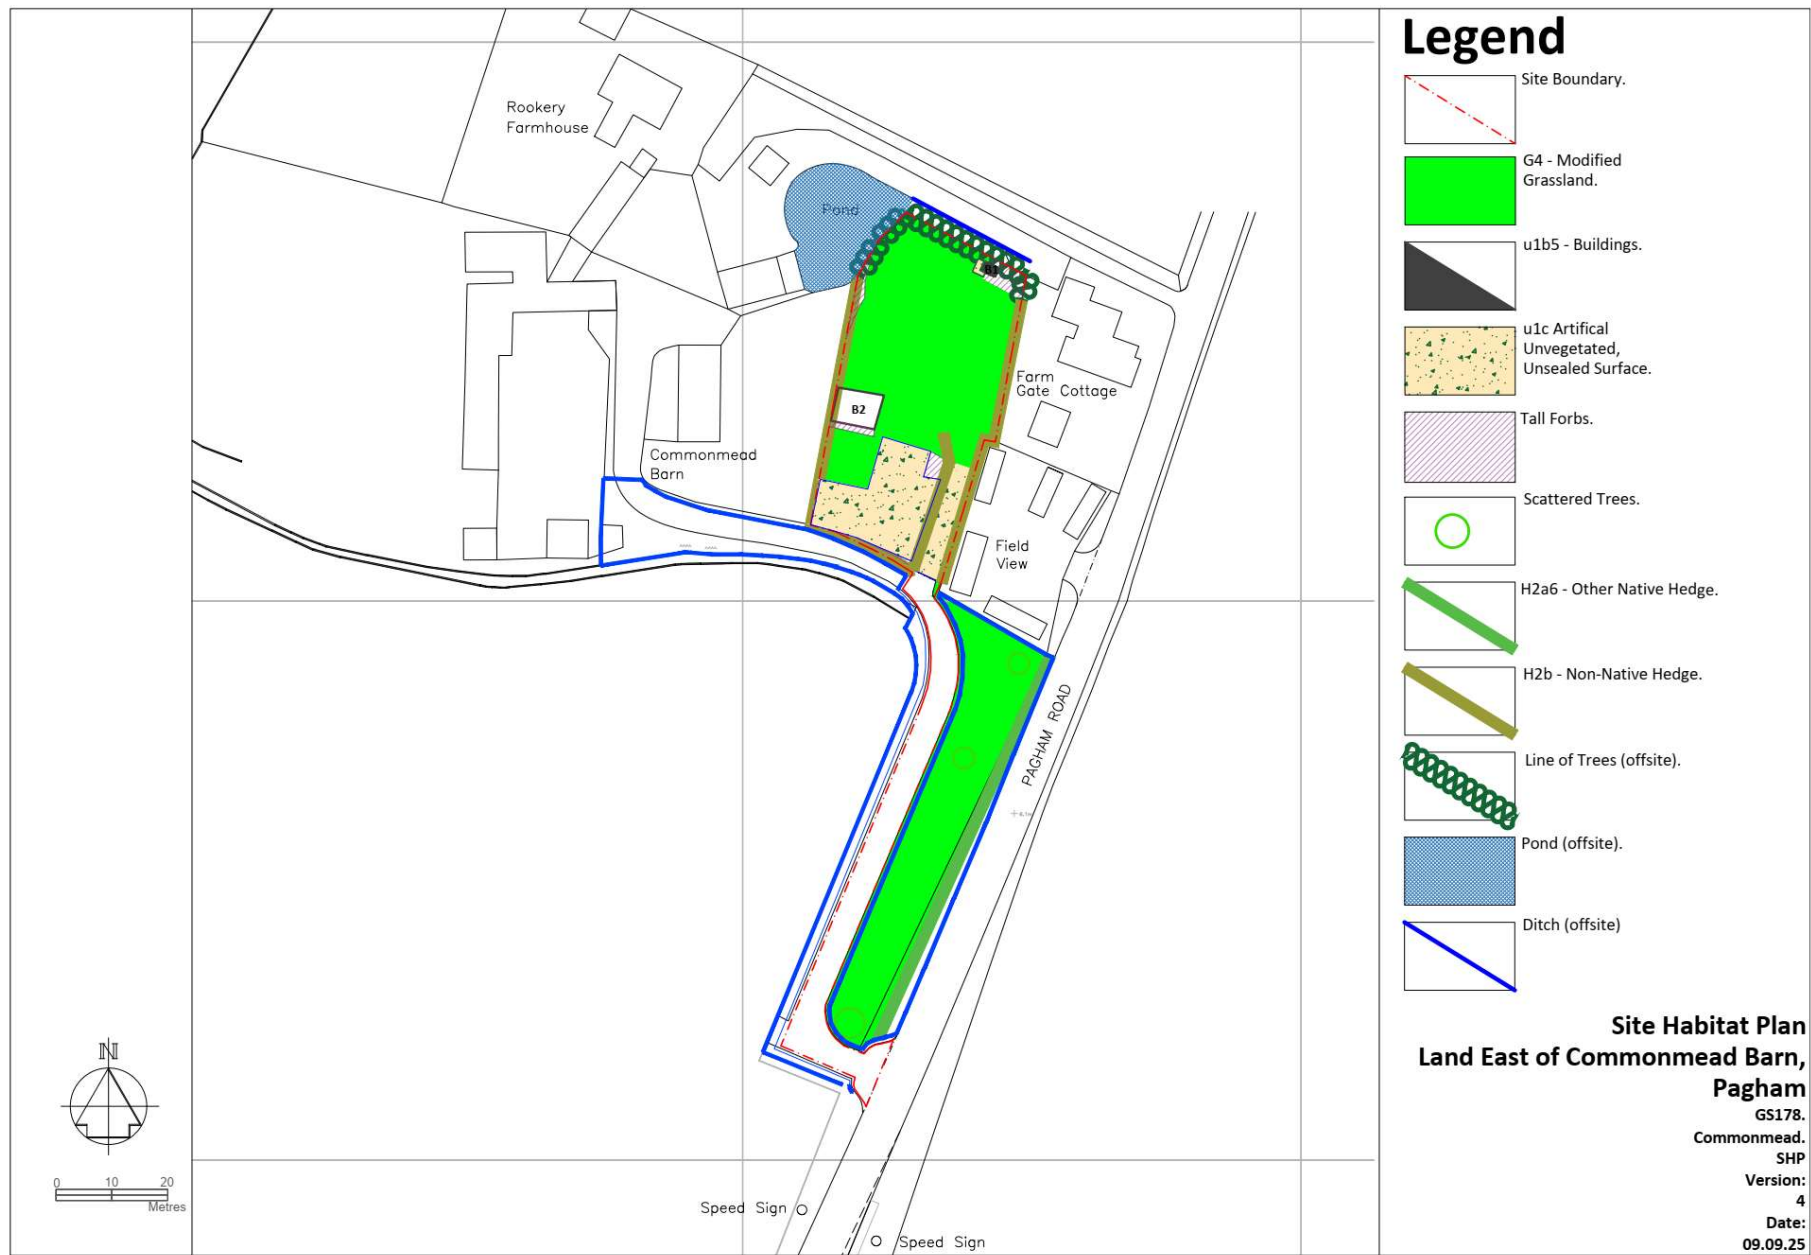 Rookery
Farmhouse
Pond
B1
Farm
Gate Cottage
B2
Commonmead
Barn
Field
View
PAGHAM ROAD
Speed Sign
Speed Sign
N
0 10 20
Metres
Legend
Site Boundary.
G4 - Modified
Grassland.
u1b5 - Buildings.
u1c Artifical
Unvegetated,
Unsealed Surface.
Tall Forbs.
Scattered Trees.
H2a6 - Other Native Hedge.
H2b - Non-Native Hedge.
Line of Trees (offsite).
Pond (offsite).
Ditch (offsite)
Site Habitat Plan
Land East of Commonmead Barn,
Pagham
GS178.
Commonmead.
SHP
Version:
4
Date:
09.09.25